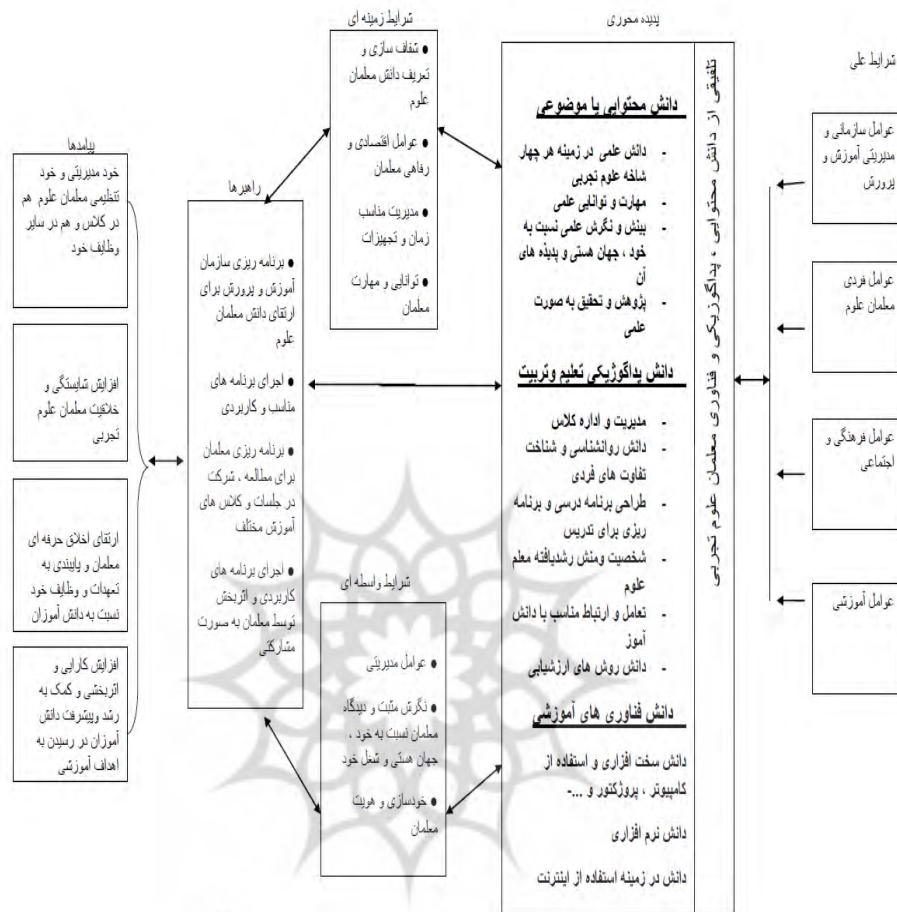 شرایط علی
عوامل سازمانی و
مدیریتی آموزش و
پرورش
عوامل فردی
معلمان علوم
عوامل فرهنگی و
اجتماعی
عوامل آموزشی
پدیده محوری
تلفیقی از دانش محتوایی ، پداگوژیکی و فناوری معلمان علوم تجربی
دانش محتوایی یا موضوعی
- دانش علمی در زمینه هر چهار
شاخه علوم تجربی
- مهارت و توانایی علمی
- بینش و نگرش علمی نسبت به
خود ، جهان هستی و پدیده های
آن
- پژوهش و تحقیق به صورت
علمی
دانش پداگوژیکی تعلیم وتربیت
- مدیریت و اداره کلاس
- دانش روانشناسی و شناخت
تفاوت های فردی
- طراحی برنامه درسی و برنامه
ریزی برای تدریس
- شخصیت ومنش رشدیافته معلم
علوم
- تعامل و ارتباط مناسب با دانش
آموز
- دانش روش های ارزشیابی
دانش فناوری های آموزشی
دانش سخت افزاری و استفاده از
کامپیوتر ، پروژکتور و ...-
دانش نرم افزاری
دانش در زمینه استفاده از اینترنت
شرایط زمینه ای
● شفاف سازی و
تعریف دانش معلمان
علوم
● عوامل اقتصادی و
رفاهی معلمان
● مدیریت مناسب
زمان و تجهیزات
● توانایی و مهارت
معلمان
شرایط واسطه ای
● عوامل مدیریتی
● نگرش مثبت و دیدگاه
معلمان نسبت به خود ،
جهان هستی و شغل خود
● خودسازی و هویت
معلمان
راهبرها
● برنامه ریزی سازمان
آموزش و پرورش برای
ارتقای دانش معلمان
علوم
● اجرای برنامه های
مناسب و کاربردی
● برنامه ریزی معلمان
برای مطالعه ، شرکت
در جلسات و کلاس های
آموزش مختلف
● اجرای برنامه های
کاربردی و اثربخش
توسط معلمان به صورت
مشارکتی
پیامدها
خود مدیریتی و خود
تنظیمی معلمان علوم هم
در کلاس و هم در سایر
وظایف خود
افزایش شایستگی و
خلاقیت معلمان علوم
تجربی
ارتقای اخلاق حرفه ای
معلمان و پایبندی به
تعهدات و وظایف خود
نسبت به دانش آموزان
افزایش کارایی و
اثربخشی و کمک به
رشد وپیشرفت دانش
آموزان در رسیدن به
اهداف آموزشی